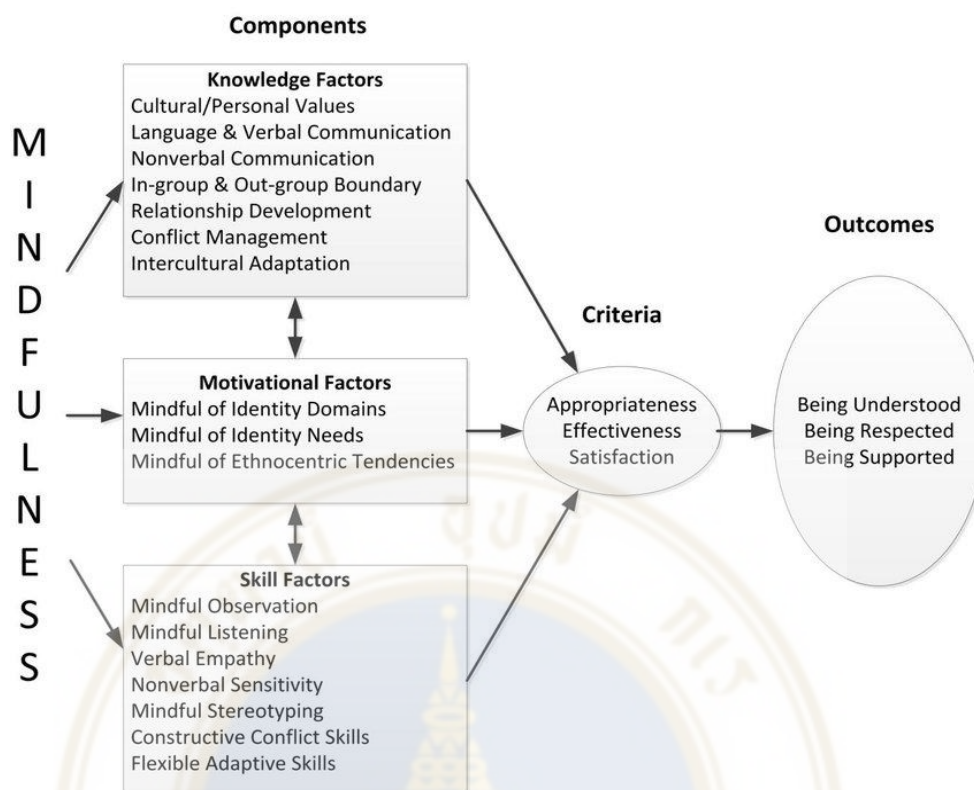 Components
MINDFULNESS
Knowledge Factors
Cultural/Personal Values
Language & Verbal Communication
Nonverbal Communication
In-group & Out-group Boundary
Relationship Development
Conflict Management
Intercultural Adaptation
Motivational Factors
Mindful of Identity Domains
Mindful of Identity Needs
Mindful of Ethnocentric Tendencies
Skill Factors
Mindful Observation
Mindful Listening
Verbal Empathy
Nonverbal Sensitivity
Mindful Stereotyping
Constructive Conflict Skills
Flexible Adaptive Skills
Criteria
Appropriateness
Effectiveness
Satisfaction
Outcomes
Being Understood
Being Respected
Being Supported